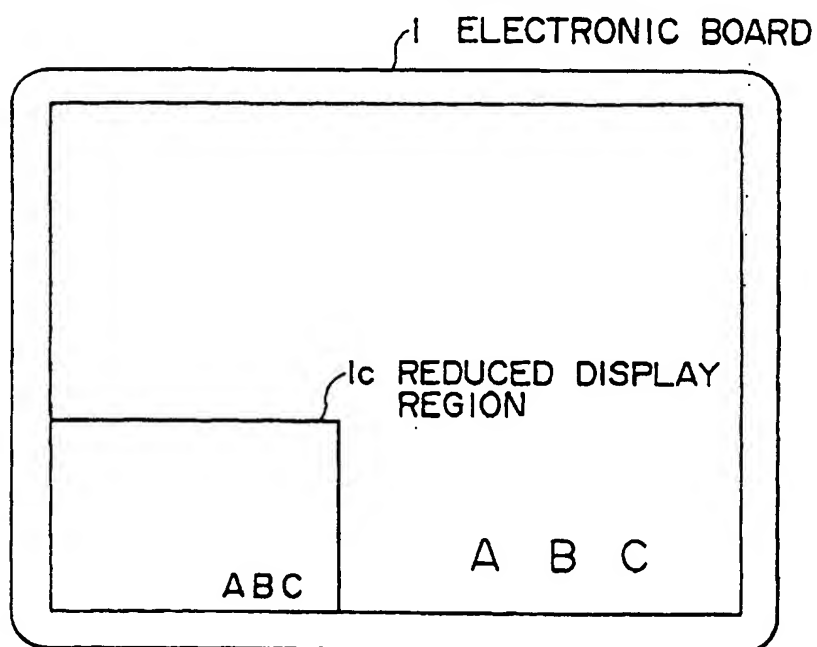 1 ELECTRONIC BOARD
1c REDUCED DISPLAY
REGION
A B C
ABC